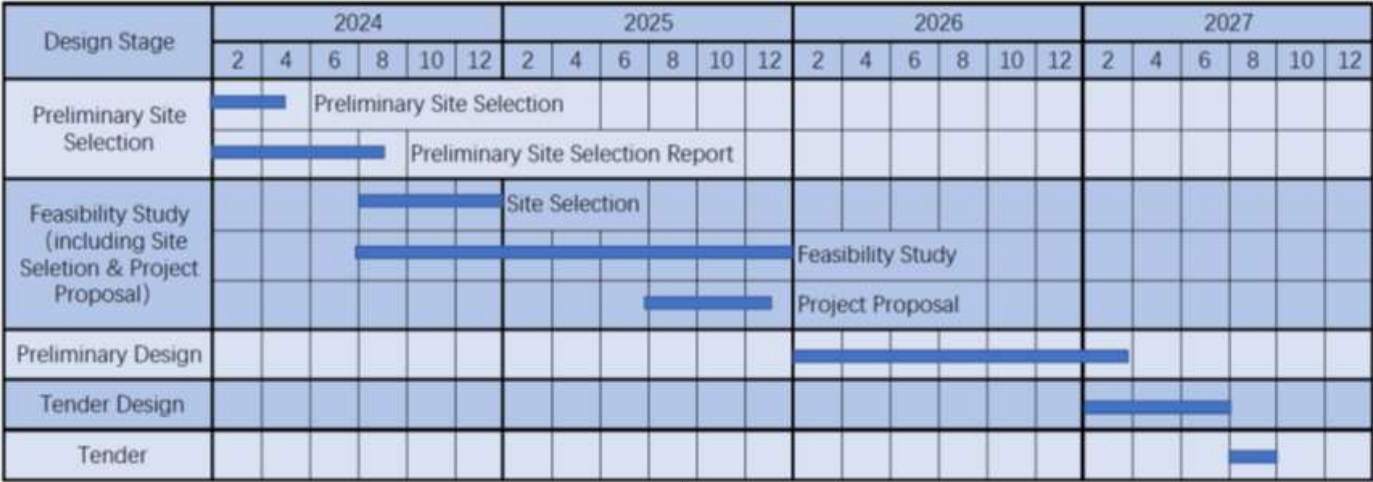 Design Stage
2024 2025 2026 2027
2 4 6 8 10 12 2 4 6 8 10 12 2 4 6 8 10 12 2 4 6 8 10 12
Preliminary Site
Selection
Preliminary Site Selection
Preliminary Site Selection Report
Feasibility Study
(including Site
Seletion & Project
Proposal)
Site Selection
Feasibility Study
Project Proposal
Preliminary Design
Tender Design
Tender